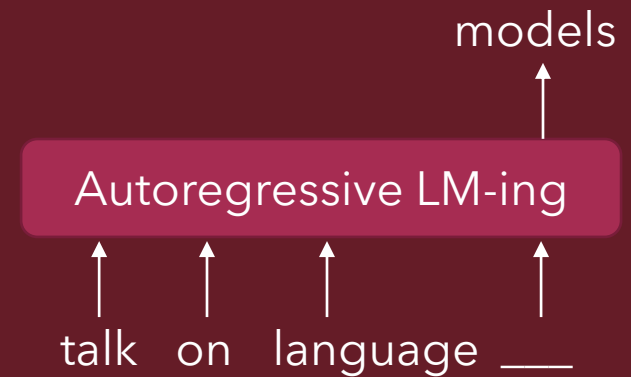 models
Autoregressive LM-ing
talk on language ___